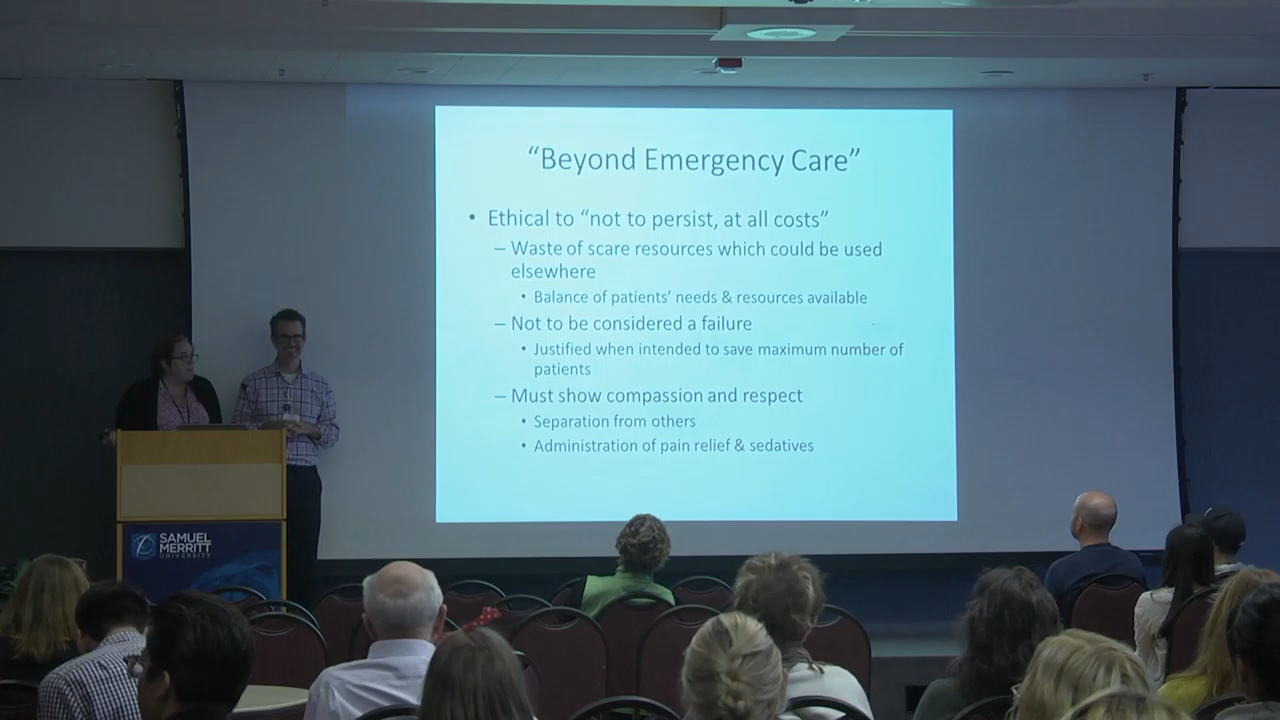 “Beyond Emergency Care”
• Ethical to “not to persist, at all costs”
– Waste of scare resources which could be used
elsewhere
• Balance of patients’ needs & resources available
– Not to be considered a failure
• Justified when intended to save maximum number of
patients
– Must show compassion and respect
• Separation from others
• Administration of pain relief & sedatives
SAMUEL
MERRITT
UNIVERSITY